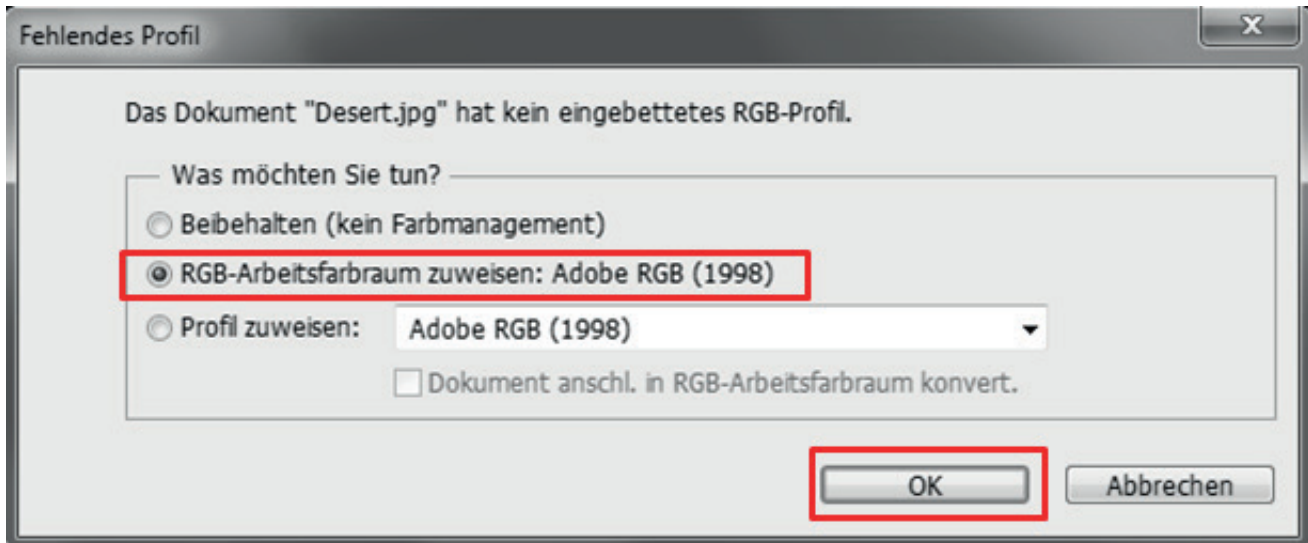 Fehlendes Profil
Das Dokument "Desert.jpg" hat kein eingebettetes RGB-Profil.
Was möchten Sie tun?
Beibehalten (kein Farbmanagement)
RGB-Arbeitsfarbraum zuweisen: Adobe RGB (1998)
Profil zuweisen: Adobe RGB (1998)
Dokument anschl. in RGB-Arbeitsfarbraum konvert.
OK Abbrechen